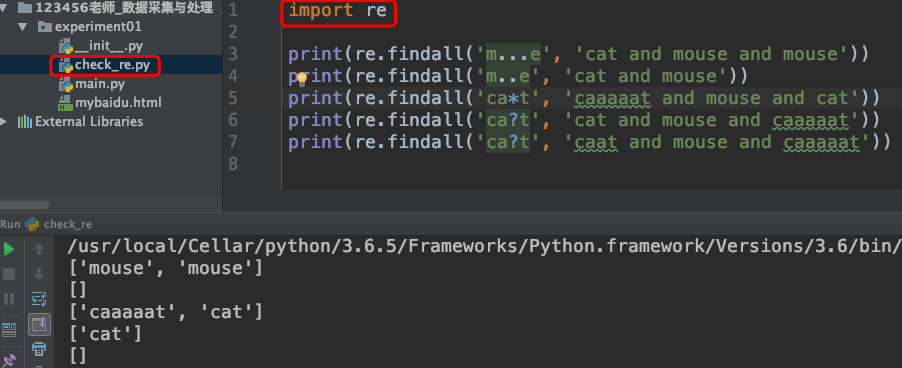 123456老师_数据采集与处理
experiment01
__init__.py
check_re.py
main.py
mybaidu.html
External Libraries
1 import re
2
3 print(re.findall('m...e', 'cat and mouse and mouse'))
4 print(re.findall('m..e', 'cat and mouse'))
5 print(re.findall('ca*t', 'caaaaat and mouse and cat'))
6 print(re.findall('ca?t', 'cat and mouse and caaaaat'))
7 print(re.findall('ca?t', 'caat and mouse and caaaaat'))
8
Run check_re
/usr/local/Cellar/python/3.6.5/Frameworks/Python.framework/Versions/3.6/bin/
['mouse', 'mouse']
[]
['caaaaat', 'cat']
['cat']
[]